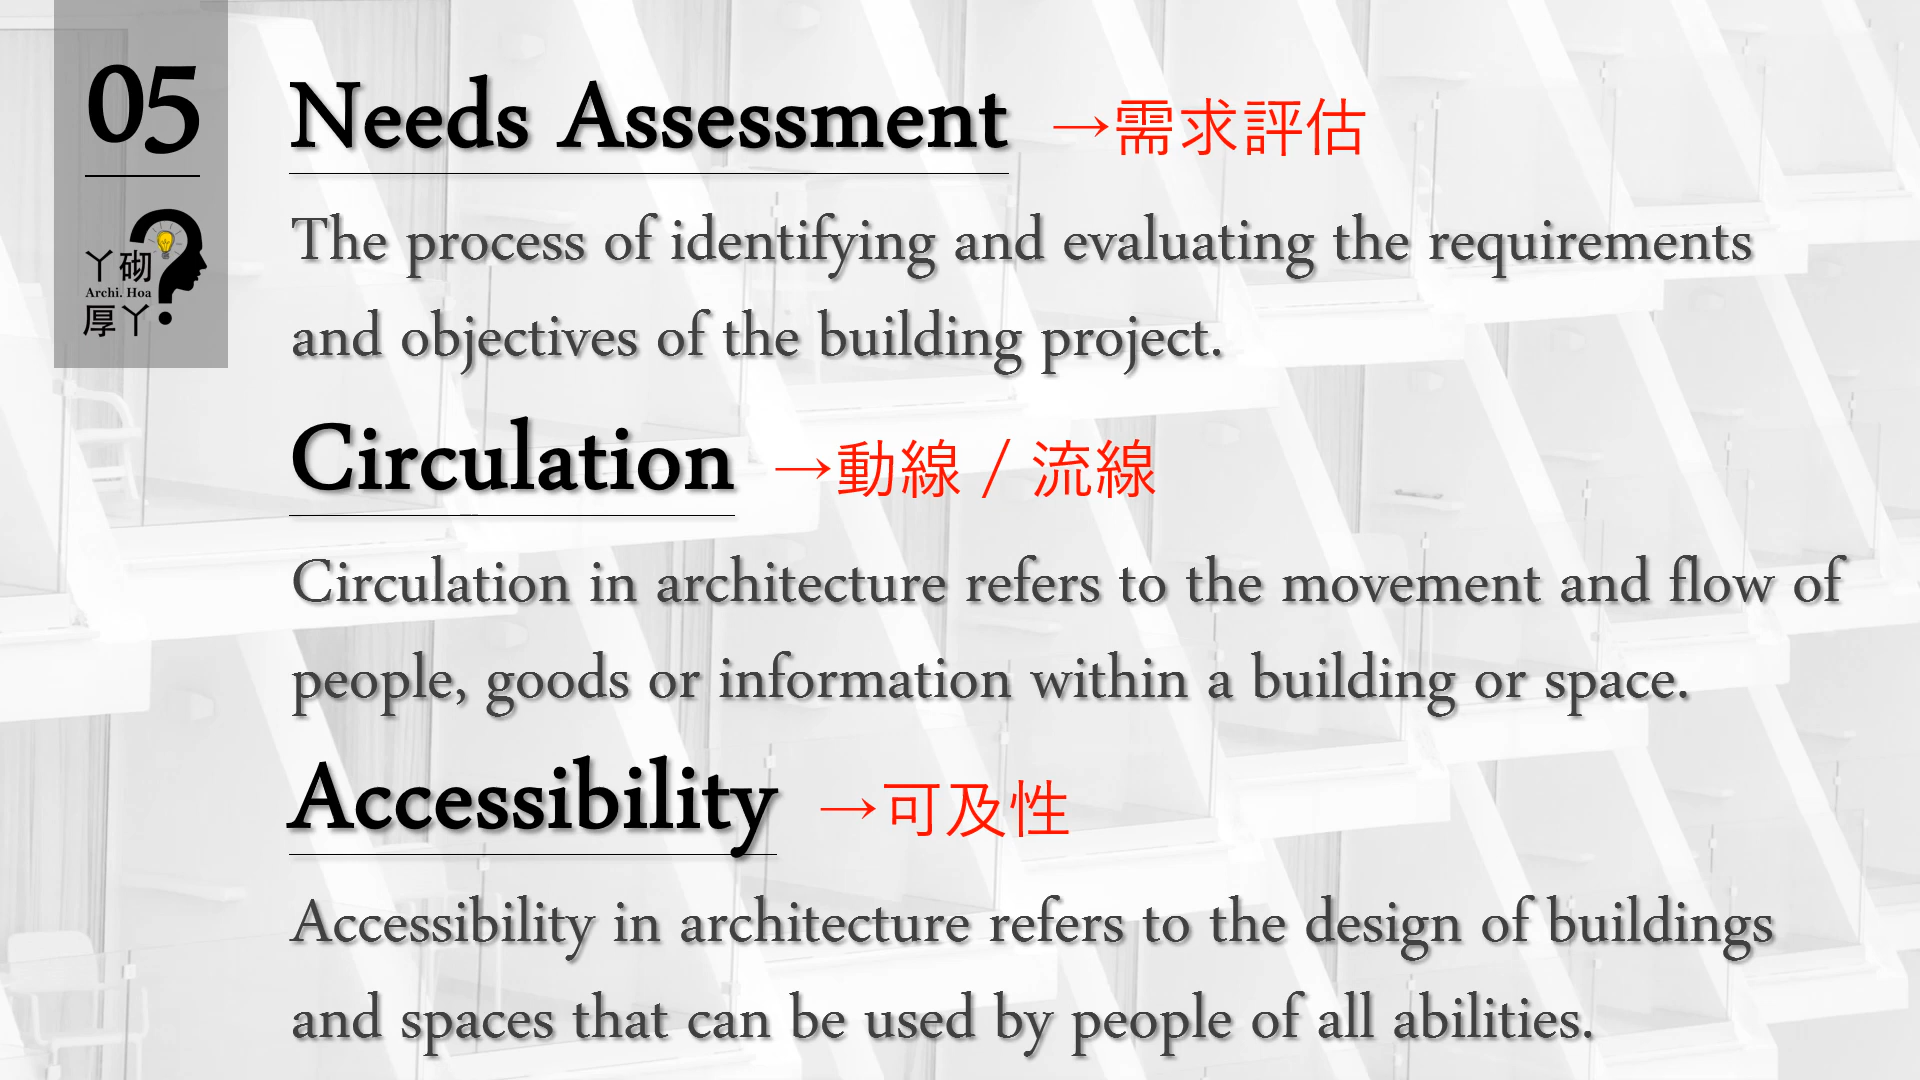 05
丫砌
Archi. Hoa
厚丫
Needs Assessment →需求評估
The process of identifying and evaluating the requirements
and objectives of the building project.
Circulation →動線 / 流線
Circulation in architecture refers to the movement and flow of
people, goods or information within a building or space.
Accessibility →可及性
Accessibility in architecture refers to the design of buildings
and spaces that can be used by people of all abilities.